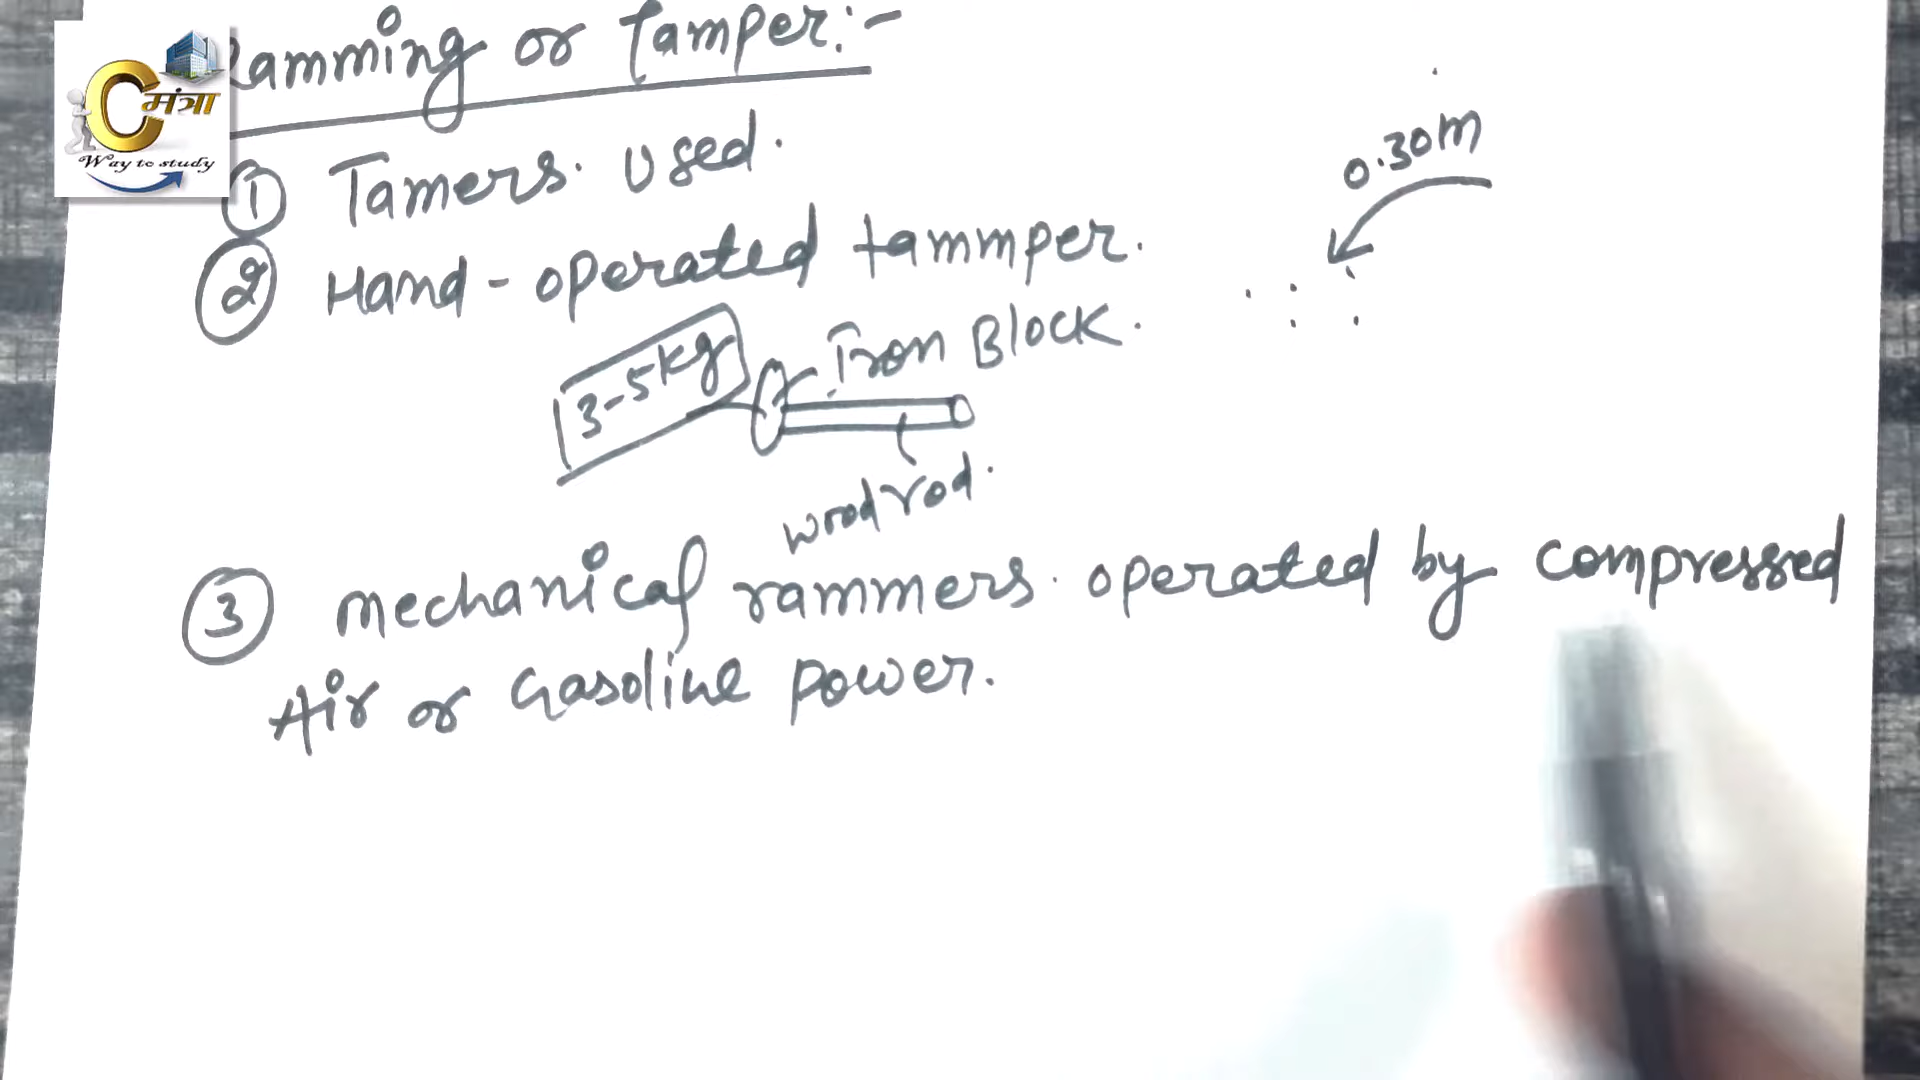 Ramming or Tamper:-
C मंत्रा
Way to study
① Tamers. Used.
0.30m
② Hand-operated tammper.
3-5kg
Iron Block.
wood rod.
③ mechanical rammers. operated by compressed
Air or Gasoline power.